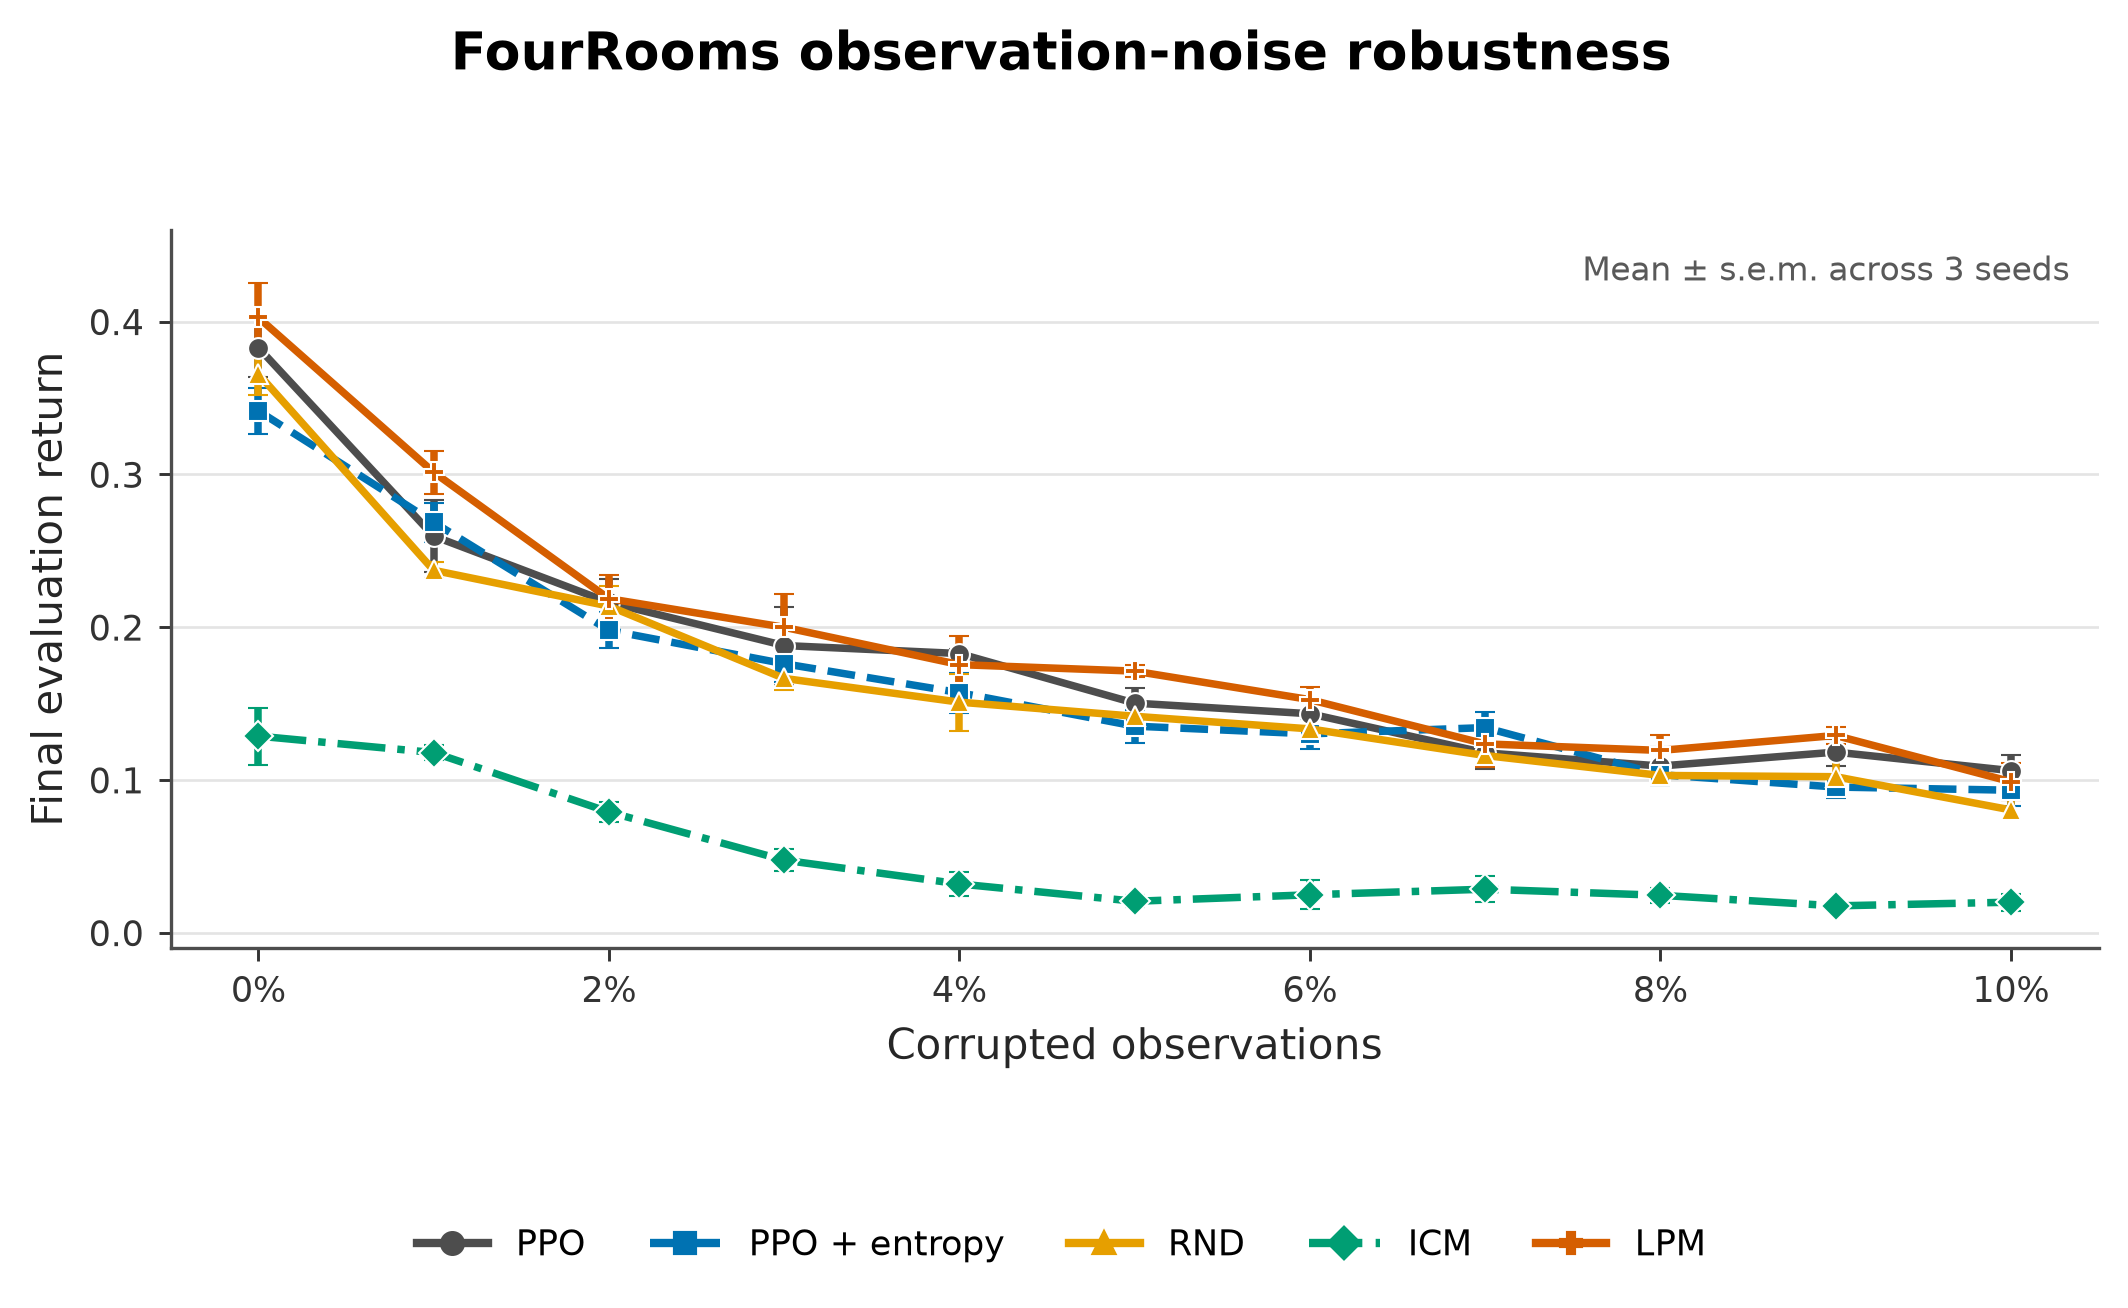 FourRooms observation-noise robustness
Mean ± s.e.m. across 3 seeds
Final evaluation return
0.4
0.3
0.2
0.1
0.0
0% 2% 4% 6% 8% 10%
Corrupted observations
PPO PPO + entropy RND ICM LPM